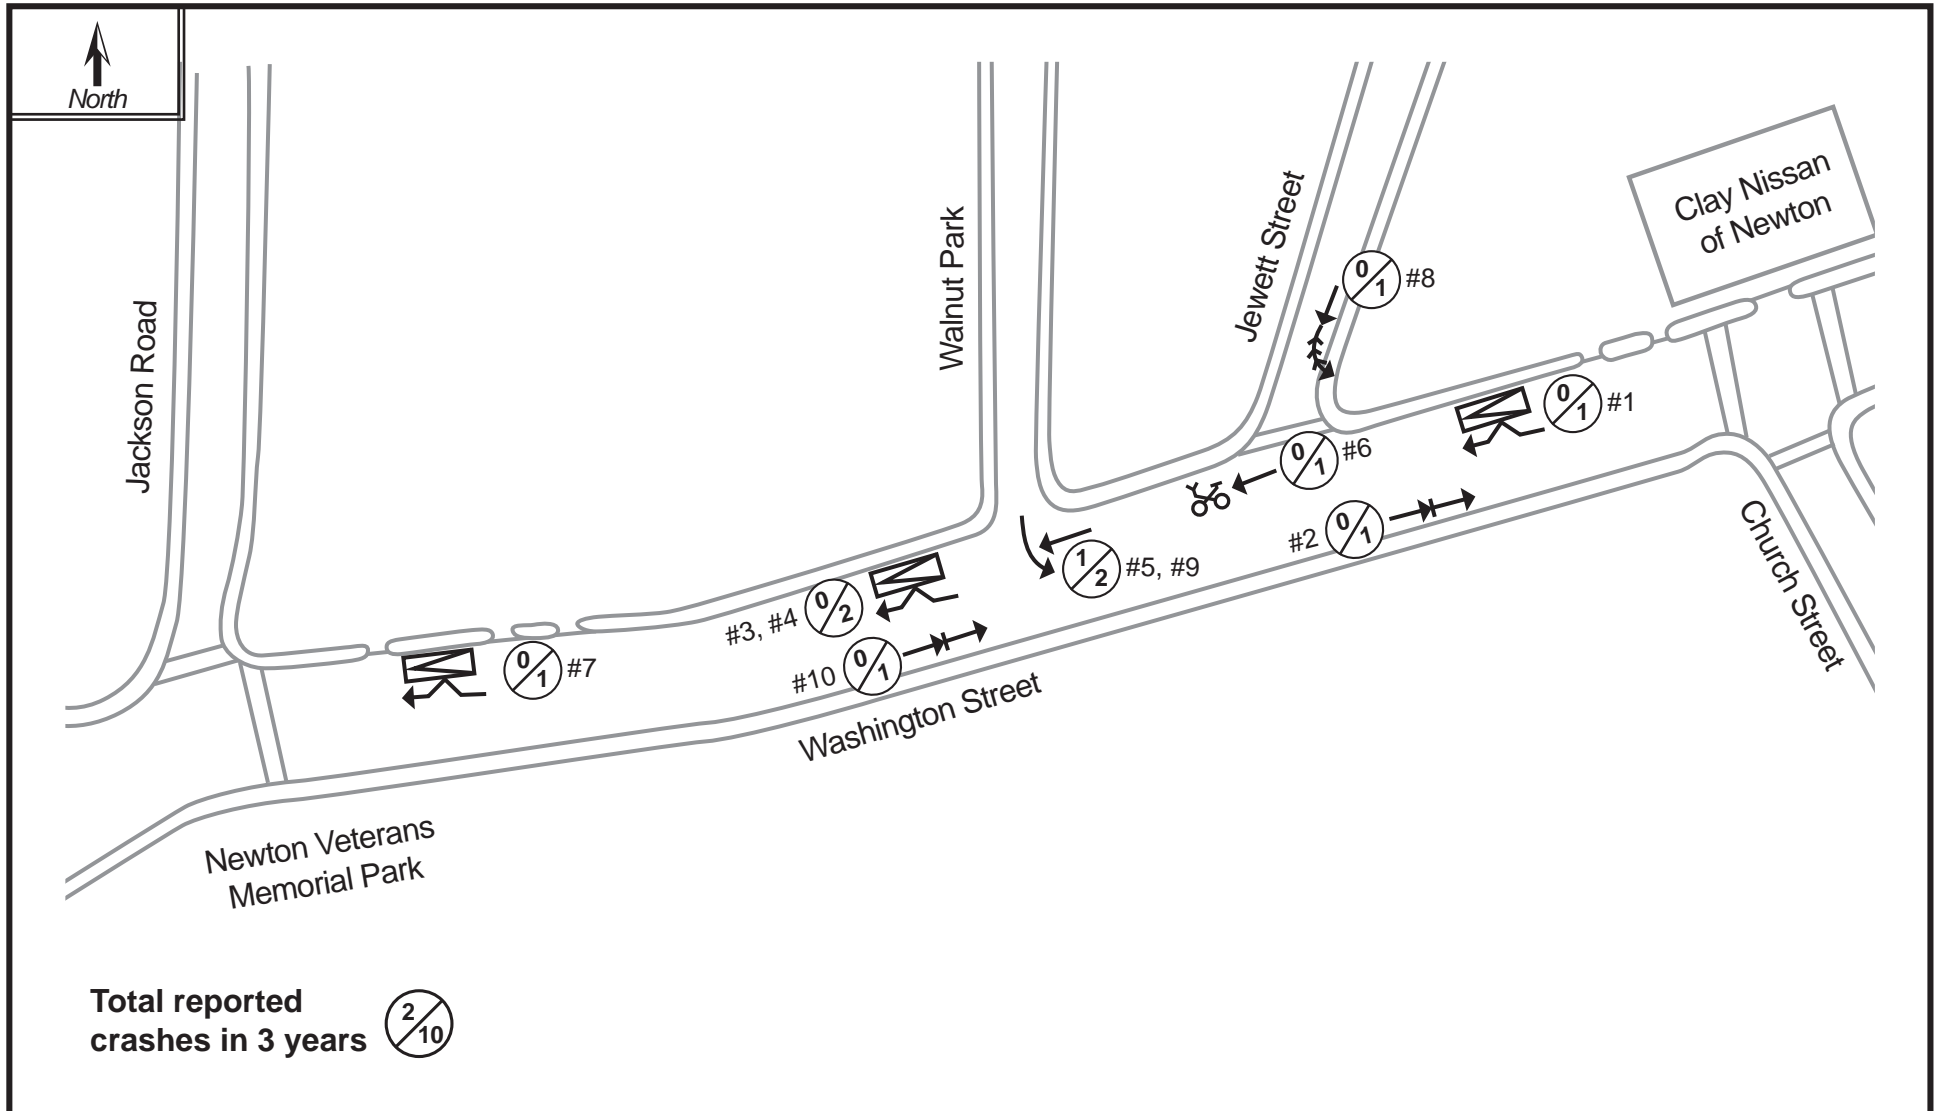 North
Jackson Road
Walnut Park
Jewett Street
Clay Nissan
of Newton
0/1 #8
0/1 #1
0/1 #6
#2 0/1
1/2 #5, #9
#3, #4 0/2
#10 0/1
0/1 #7
Church Street
Washington Street
Newton Veterans
Memorial Park
Total reported
crashes in 3 years 2/10